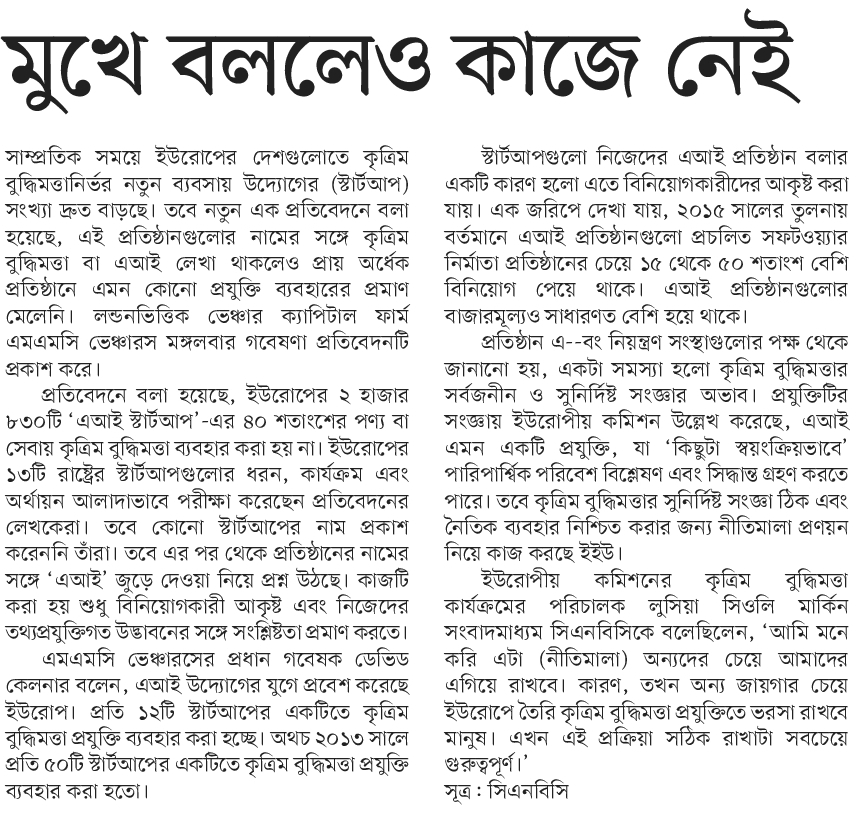 মুখে বললেও কাজে নেই
সাম্প্রতিক সময়ে ইউরোপের দেশগুলোতে কৃত্রিম
বুদ্ধিমত্তানির্ভর নতুন ব্যবসায় উদ্যোগের (স্টার্টআপ)
সংখ্যা দ্রুত বাড়ছে। তবে নতুন এক প্রতিবেদনে বলা
হয়েছে, এই প্রতিষ্ঠানগুলোর নামের সঙ্গে কৃত্রিম
বুদ্ধিমত্তা বা এআই লেখা থাকলেও প্রায় অর্ধেক
প্রতিষ্ঠানে এমন কোনো প্রযুক্তি ব্যবহারের প্রমাণ
মেলেনি। লন্ডনভিত্তিক ভেঞ্চার ক্যাপিটাল ফার্ম
এমএমসি ভেঞ্চারস মঙ্গলবার গবেষণা প্রতিবেদনটি
প্রকাশ করে।
প্রতিবেদনে বলা হয়েছে, ইউরোপের ২ হাজার
৮৩০টি ‘এআই স্টার্টআপ’-এর ৪০ শতাংশের পণ্য বা
সেবায় কৃত্রিম বুদ্ধিমত্তা ব্যবহার করা হয় না। ইউরোপের
১৩টি রাষ্ট্রের স্টার্টআপগুলোর ধরন, কার্যক্রম এবং
অর্থায়ন আলাদাভাবে পরীক্ষা করেছেন প্রতিবেদনের
লেখকেরা। তবে কোনো স্টার্টআপের নাম প্রকাশ
করেননি তাঁরা। তবে এর পর থেকে প্রতিষ্ঠানের নামের
সঙ্গে ‘এআই’ জুড়ে দেওয়া নিয়ে প্রশ্ন উঠছে। কাজটি
করা হয় শুধু বিনিয়োগকারী আকৃষ্ট এবং নিজেদের
তথ্যপ্রযুক্তিগত উদ্ভাবনের সঙ্গে সংশ্লিষ্টতা প্রমাণ করতে।
এমএমসি ভেঞ্চারসের প্রধান গবেষক ডেভিড
কেলনার বলেন, এআই উদ্যোগের যুগে প্রবেশ করেছে
ইউরোপ। প্রতি ১২টি স্টার্টআপের একটিতে কৃত্রিম
বুদ্ধিমত্তা প্রযুক্তি ব্যবহার করা হচ্ছে। অথচ ২০১৩ সালে
প্রতি ৫০টি স্টার্টআপের একটিতে কৃত্রিম বুদ্ধিমত্তা প্রযুক্তি
ব্যবহার করা হতো।
স্টার্টআপগুলো নিজেদের এআই প্রতিষ্ঠান বলার
একটি কারণ হলো এতে বিনিয়োগকারীদের আকৃষ্ট করা
যায়। এক জরিপে দেখা যায়, ২০১৫ সালের তুলনায়
বর্তমানে এআই প্রতিষ্ঠানগুলো প্রচলিত সফটওয়্যার
নির্মাতা প্রতিষ্ঠানের চেয়ে ১৫ থেকে ৫০ শতাংশ বেশি
বিনিয়োগ পেয়ে থাকে। এআই প্রতিষ্ঠানগুলোর
বাজারমূল্যও সাধারণত বেশি হয়ে থাকে।
প্রতিষ্ঠান এ--বং নিয়ন্ত্রণ সংস্থাগুলোর পক্ষ থেকে
জানানো হয়, একটা সমস্যা হলো কৃত্রিম বুদ্ধিমত্তার
সর্বজনীন ও সুনির্দিষ্ট সংজ্ঞার অভাব। প্রযুক্তিটির
সংজ্ঞায় ইউরোপীয় কমিশন উল্লেখ করেছে, এআই
এমন একটি প্রযুক্তি, যা ‘কিছুটা স্বয়ংক্রিয়ভাবে’
পারিপার্শ্বিক পরিবেশ বিশ্লেষণ এবং সিদ্ধান্ত গ্রহণ করতে
পারে। তবে কৃত্রিম বুদ্ধিমত্তার সুনির্দিষ্ট সংজ্ঞা ঠিক এবং
নৈতিক ব্যবহার নিশ্চিত করার জন্য নীতিমালা প্রণয়ন
নিয়ে কাজ করছে ইইউ।
ইউরোপীয় কমিশনের কৃত্রিম বুদ্ধিমত্তা
কার্যক্রমের পরিচালক লুসিয়া সিওলি মার্কিন
সংবাদমাধ্যম সিএনবিসিকে বলেছিলেন, ‘আমি মনে
করি এটা (নীতিমালা) অন্যদের চেয়ে আমাদের
এগিয়ে রাখবে। কারণ, তখন অন্য জায়গার চেয়ে
ইউরোপে তৈরি কৃত্রিম বুদ্ধিমত্তা প্রযুক্তিতে ভরসা রাখবে
মানুষ। এখন এই প্রক্রিয়া সঠিক রাখাটা সবচেয়ে
গুরুত্বপূর্ণ।’
সূত্র : সিএনবিসি